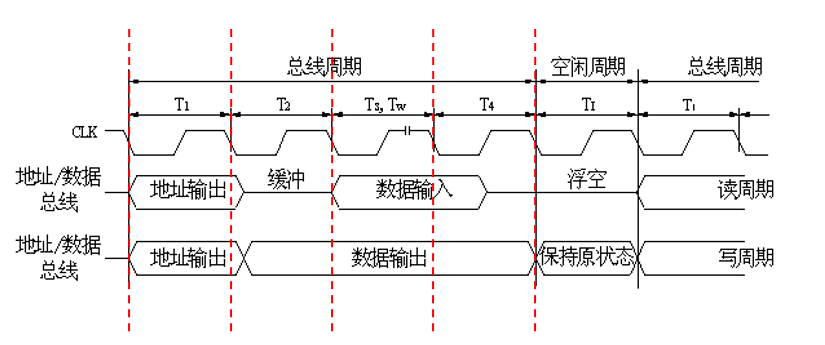 总线周期 空闲周期 总线周期
T1 T2 T3, Tw T4 TI T1
CLK
地址/数据
总线
地址输出 缓冲 数据输入 浮空 读周期
地址/数据
总线
地址输出 数据输出 保持原状态 写周期